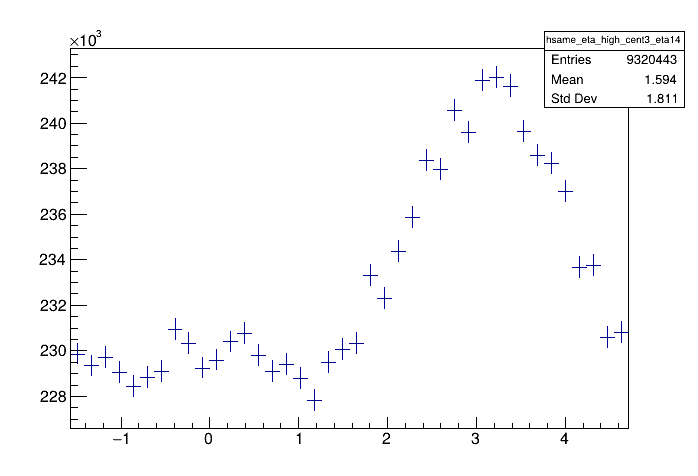 ×10³
hsame_eta_high_cent3_eta14
Entries 9320443
Mean 1.594
Std Dev 1.811
242
240
238
236
234
232
230
228
−1 0 1 2 3 4